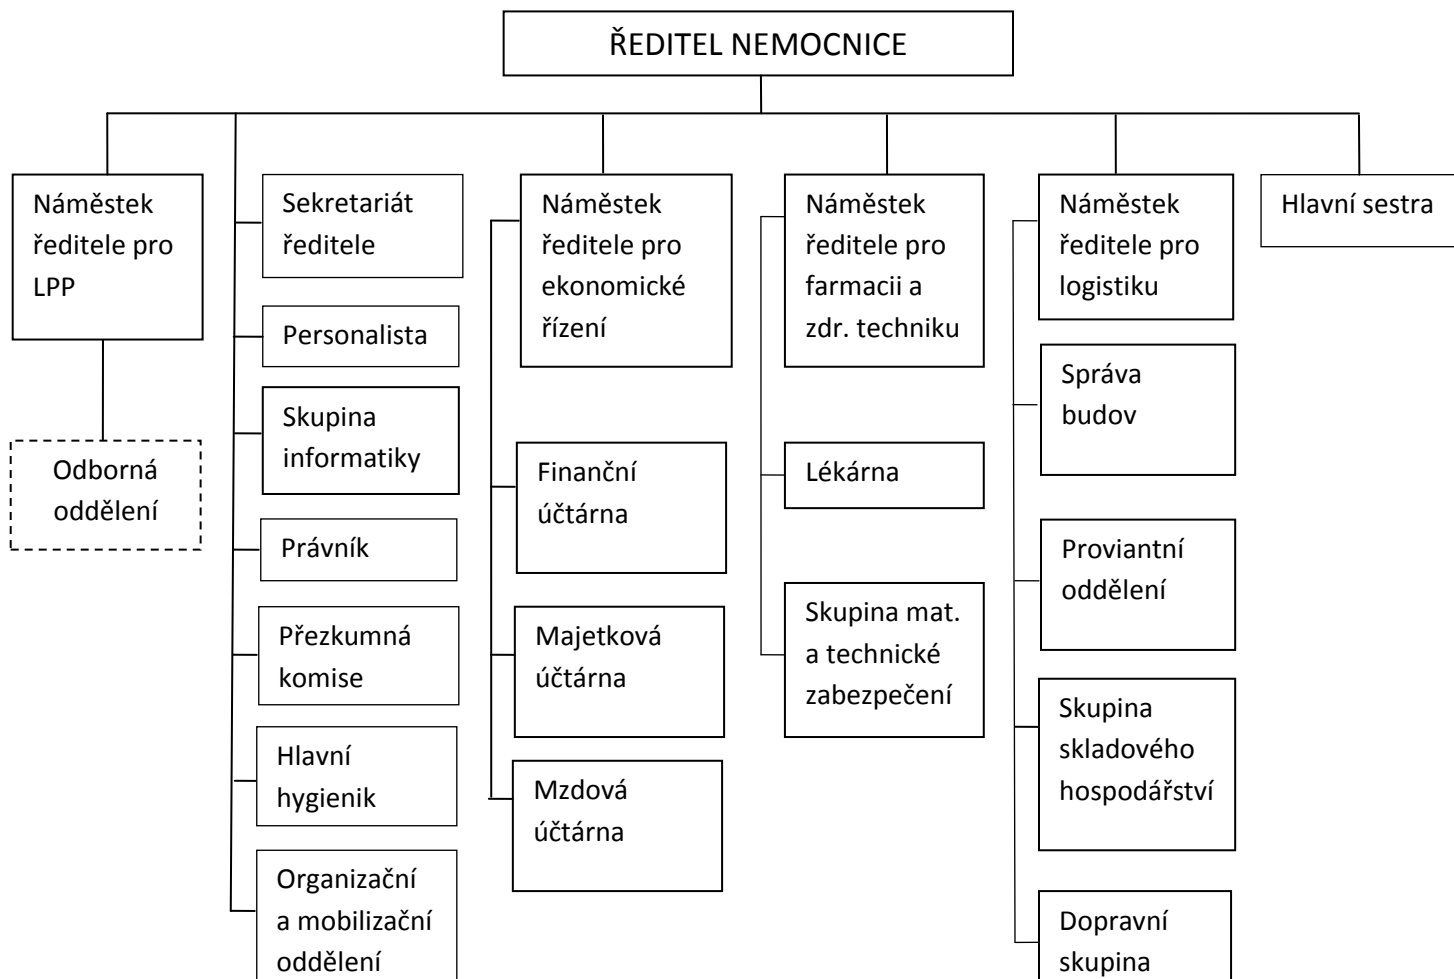 ŘEDITEL NEMOCNICE
Náměstek
ředitele pro
LPP
Odborná
oddělení
Sekretariát
ředitele
Personalista
Skupina
informatiky
Právník
Přezkumná
komise
Hlavní
hygienik
Organizační
a mobilizační
oddělení
Náměstek
ředitele pro
ekonomické
řízení
Finanční
účtárna
Majetková
účtárna
Mzdová
účtárna
Náměstek
ředitele pro
farmacii a
zdr. techniku
Lékárna
Skupina mat.
a technické
zabezpečení
Náměstek
ředitele pro
logistiku
Správa
budov
Proviantní
oddělení
Skupina
skladového
hospodářství
Dopravní
skupina
Hlavní sestra